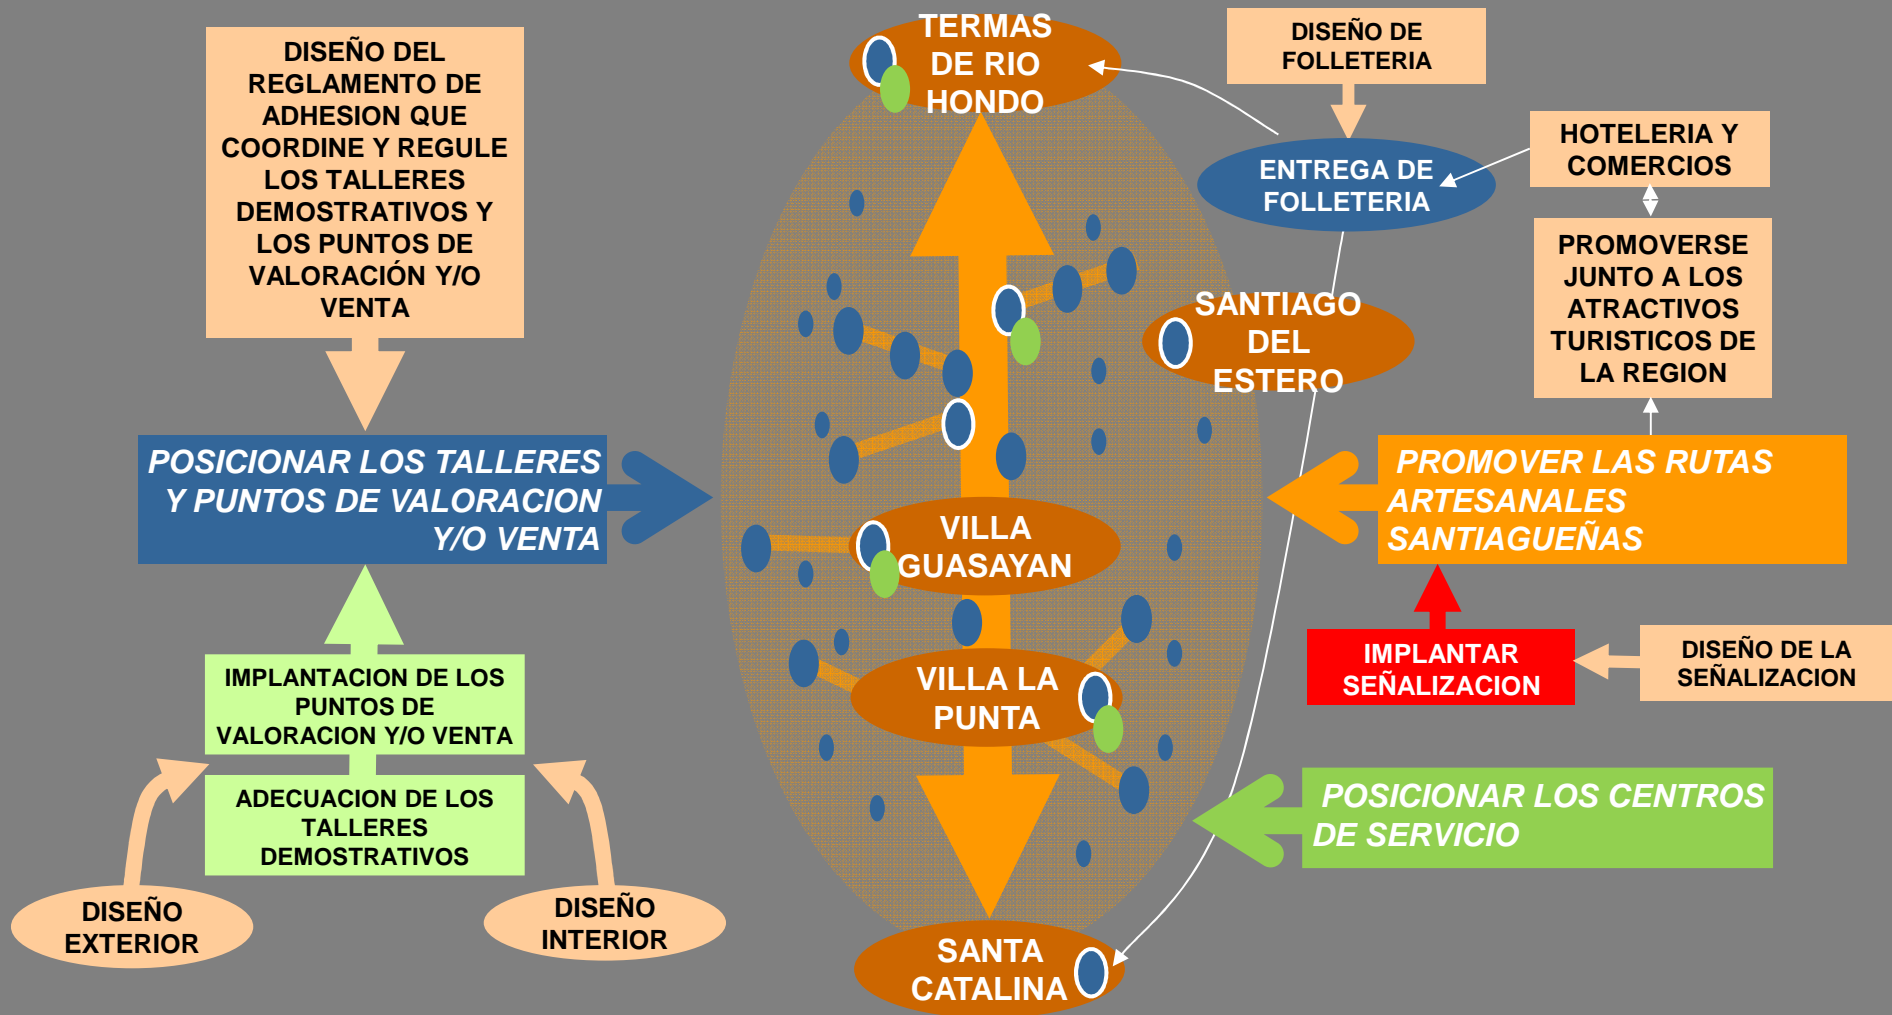 DISEÑO DEL
REGLAMENTO DE
ADHESION QUE
COORDINE Y REGULE
LOS TALLERES
DEMOSTRATIVOS Y
LOS PUNTOS DE
VALORACIÓN Y/O
VENTA
POSICIONAR LOS TALLERES
Y PUNTOS DE VALORACION
Y/O VENTA
IMPLANTACION DE LOS
PUNTOS DE
VALORACION Y/O VENTA
ADECUACION DE LOS
TALLERES
DEMOSTRATIVOS
DISEÑO
EXTERIOR
DISEÑO
INTERIOR
TERMAS
DE RIO
HONDO
SANTIAGO
DEL
ESTERO
VILLA
GUASAYAN
VILLA LA
PUNTA
SANTA
CATALINA
DISEÑO DE
FOLLETERIA
ENTREGA DE
FOLLETERIA
HOTELERIA Y
COMERCIOS
PROMOVERSE
JUNTO A LOS
ATRACTIVOS
TURISTICOS DE
LA REGION
PROMOVER LAS RUTAS
ARTESANALES
SANTIAGUEÑAS
IMPLANTAR
SEÑALIZACION
DISEÑO DE LA
SEÑALIZACION
POSICIONAR LOS CENTROS
DE SERVICIO